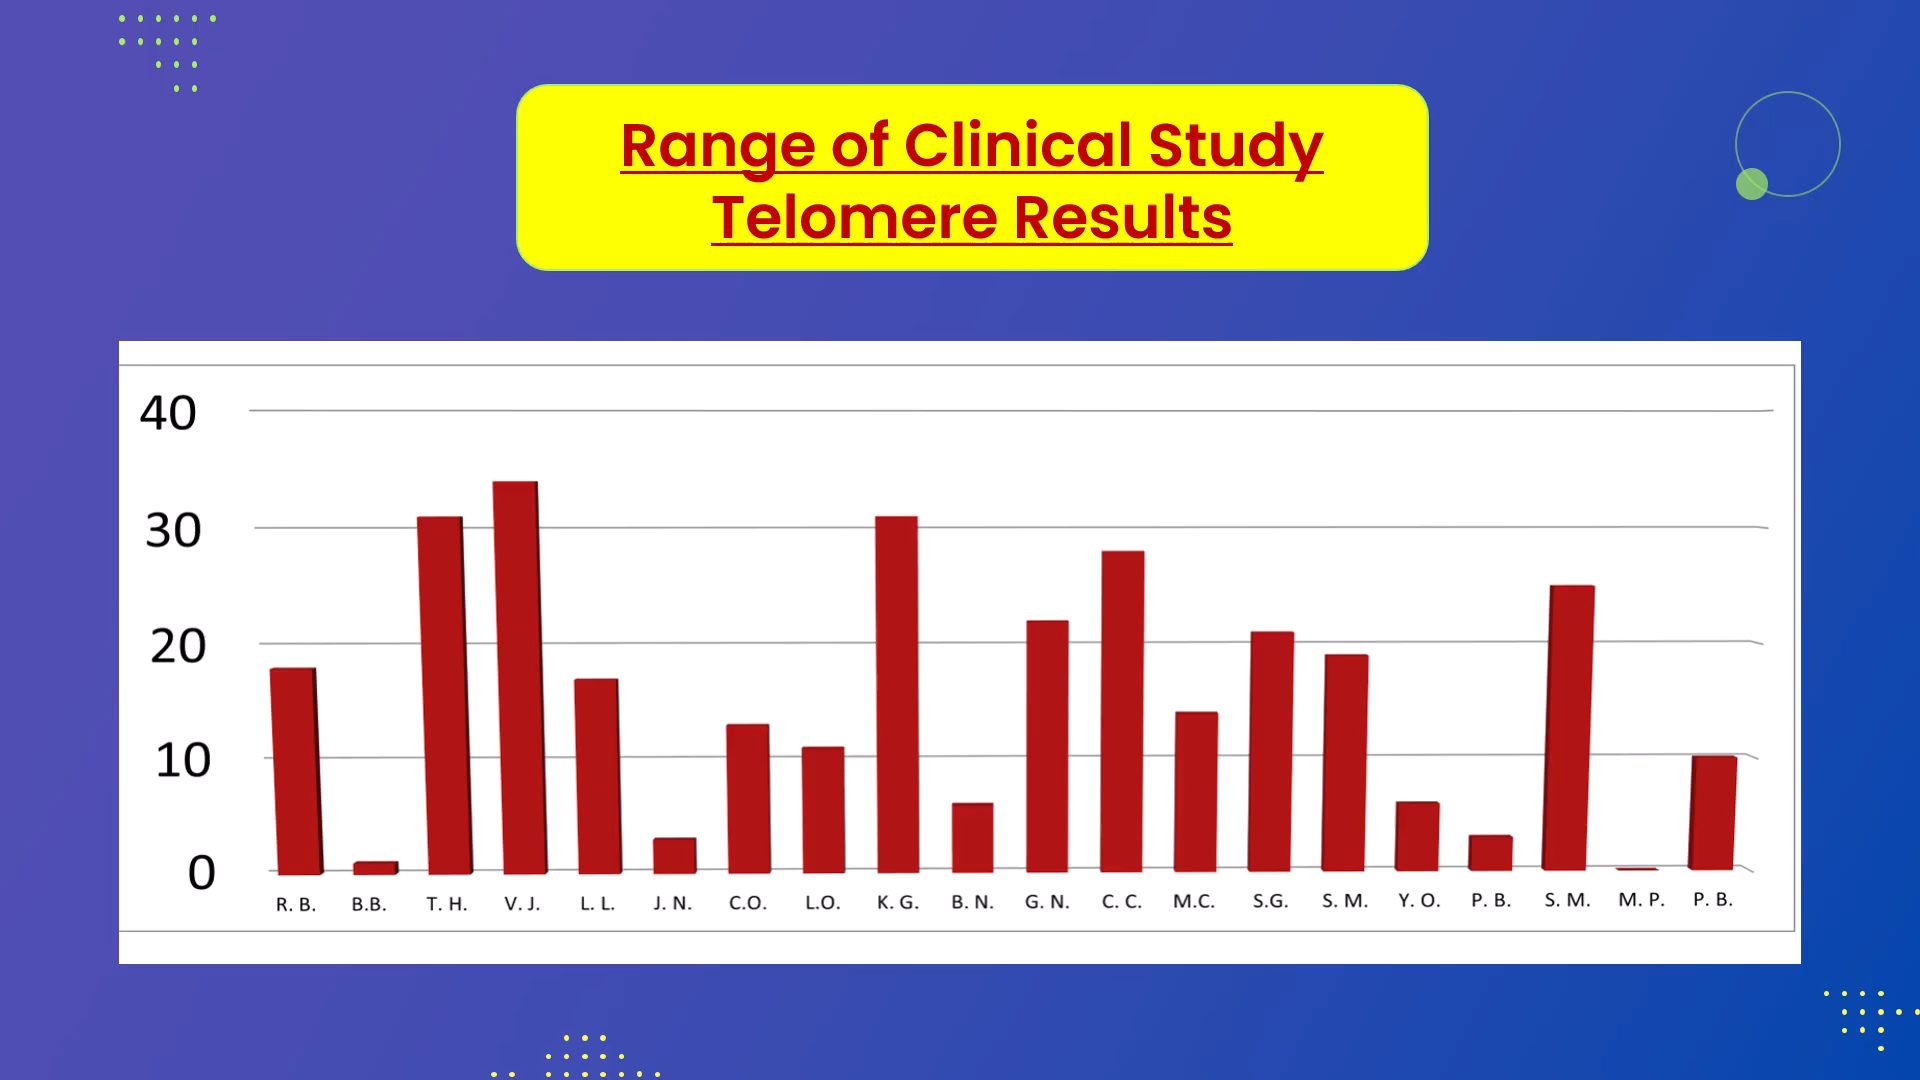 Range of Clinical Study
Telomere Results
40
30
20
10
0
R. B. B.B. T. H. V. J. L. L. J. N. C.O. L.O. K. G. B. N. G. N. C. C. M.C. S.G. S. M. Y. O. P. B. S. M. M. P. P. B.